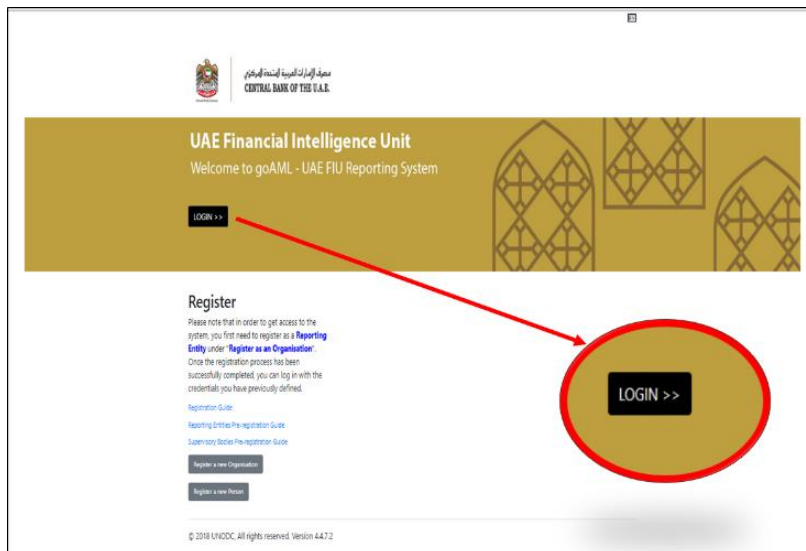 مصرف الإمارات العربية المتحدة المركزي
CENTRAL BANK OF THE U.A.E.
UAE Financial Intelligence Unit
Welcome to goAML - UAE FIU Reporting System
LOGIN >>
Register
Please note that in order to get access to the
system, you first need to register as a Reporting
Entity under "Register as an Organisation".
Once the registration process has been
successfully completed, you can log in with the
credentials you have previously defined.
LOGIN >>
Registration Guide
Reporting Entities Pre-registration Guide
Supervisory Bodies Pre-registration Guide
Register a new Organisation
Register a new Person
© 2018 UNODC, All rights reserved. Version 4.4.7.2